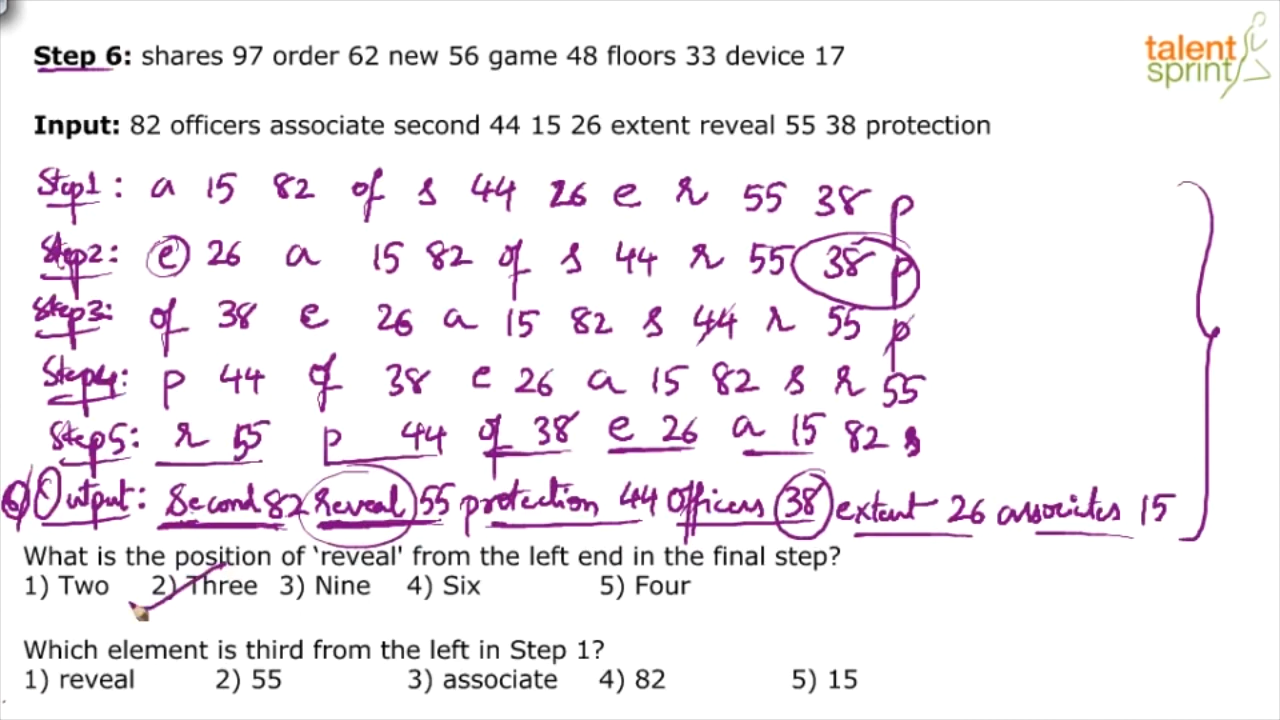 talent
sprint
Step 6: shares 97 order 62 new 56 game 48 floors 33 device 17
Input: 82 officers associate second 44 15 26 extent reveal 55 38 protection
Step1: a 15 82 of s 44 26 e r 55 38 p
Step2: e 26 a 15 82 of s 44 r 55 38 p
Step3: of 38 e 26 a 15 82 s 44 r 55 p
Step4: p 44 of 38 e 26 a 15 82 s r 55
Step5: r 55 p 44 of 38 e 26 a 15 82 s
Output: Second 82 reveal 55 protection 44 officers 38 extent 26 associates 15
What is the position of ‘reveal' from the left end in the final step?
1) Two 2) Three 3) Nine 4) Six 5) Four
Which element is third from the left in Step 1?
1) reveal 2) 55 3) associate 4) 82 5) 15